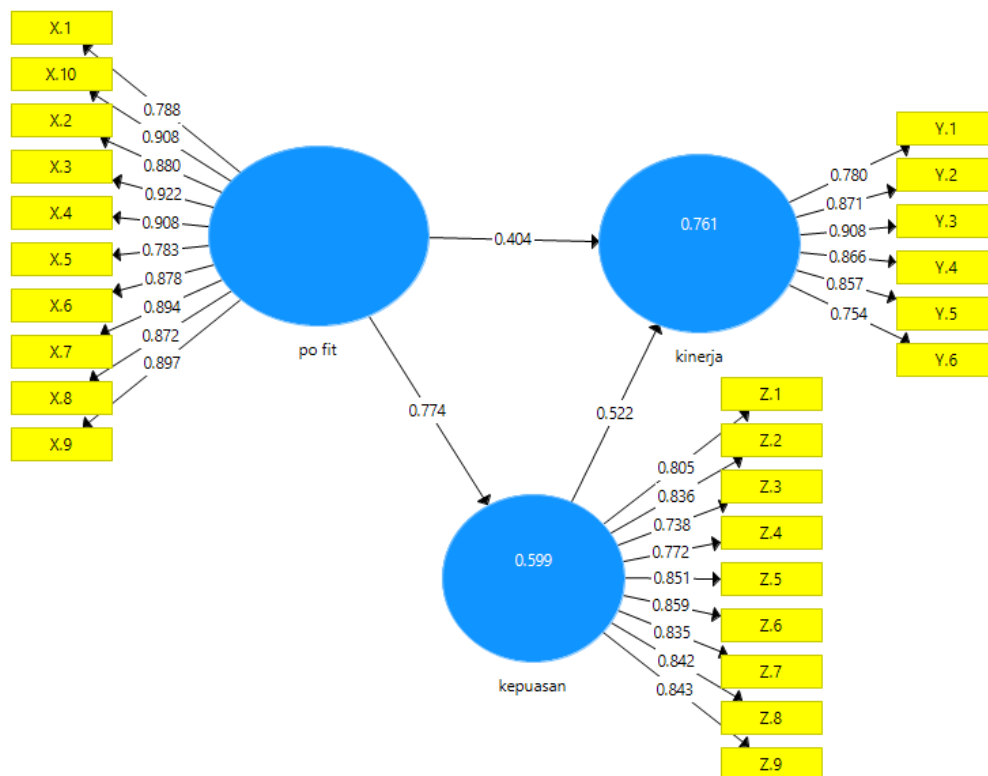 X.1
X.10
X.2
X.3
X.4
X.5
X.6
X.7
X.8
X.9
0.788
0.908
0.880
0.922
0.908
0.783
0.878
0.894
0.872
0.897
po fit
0.404
0.774
0.761
kinerja
0.522
0.780
0.871
0.908
0.866
0.857
0.754
Y.1
Y.2
Y.3
Y.4
Y.5
Y.6
0.599
kepuasan
0.805
0.836
0.738
0.772
0.851
0.859
0.835
0.842
0.843
Z.1
Z.2
Z.3
Z.4
Z.5
Z.6
Z.7
Z.8
Z.9